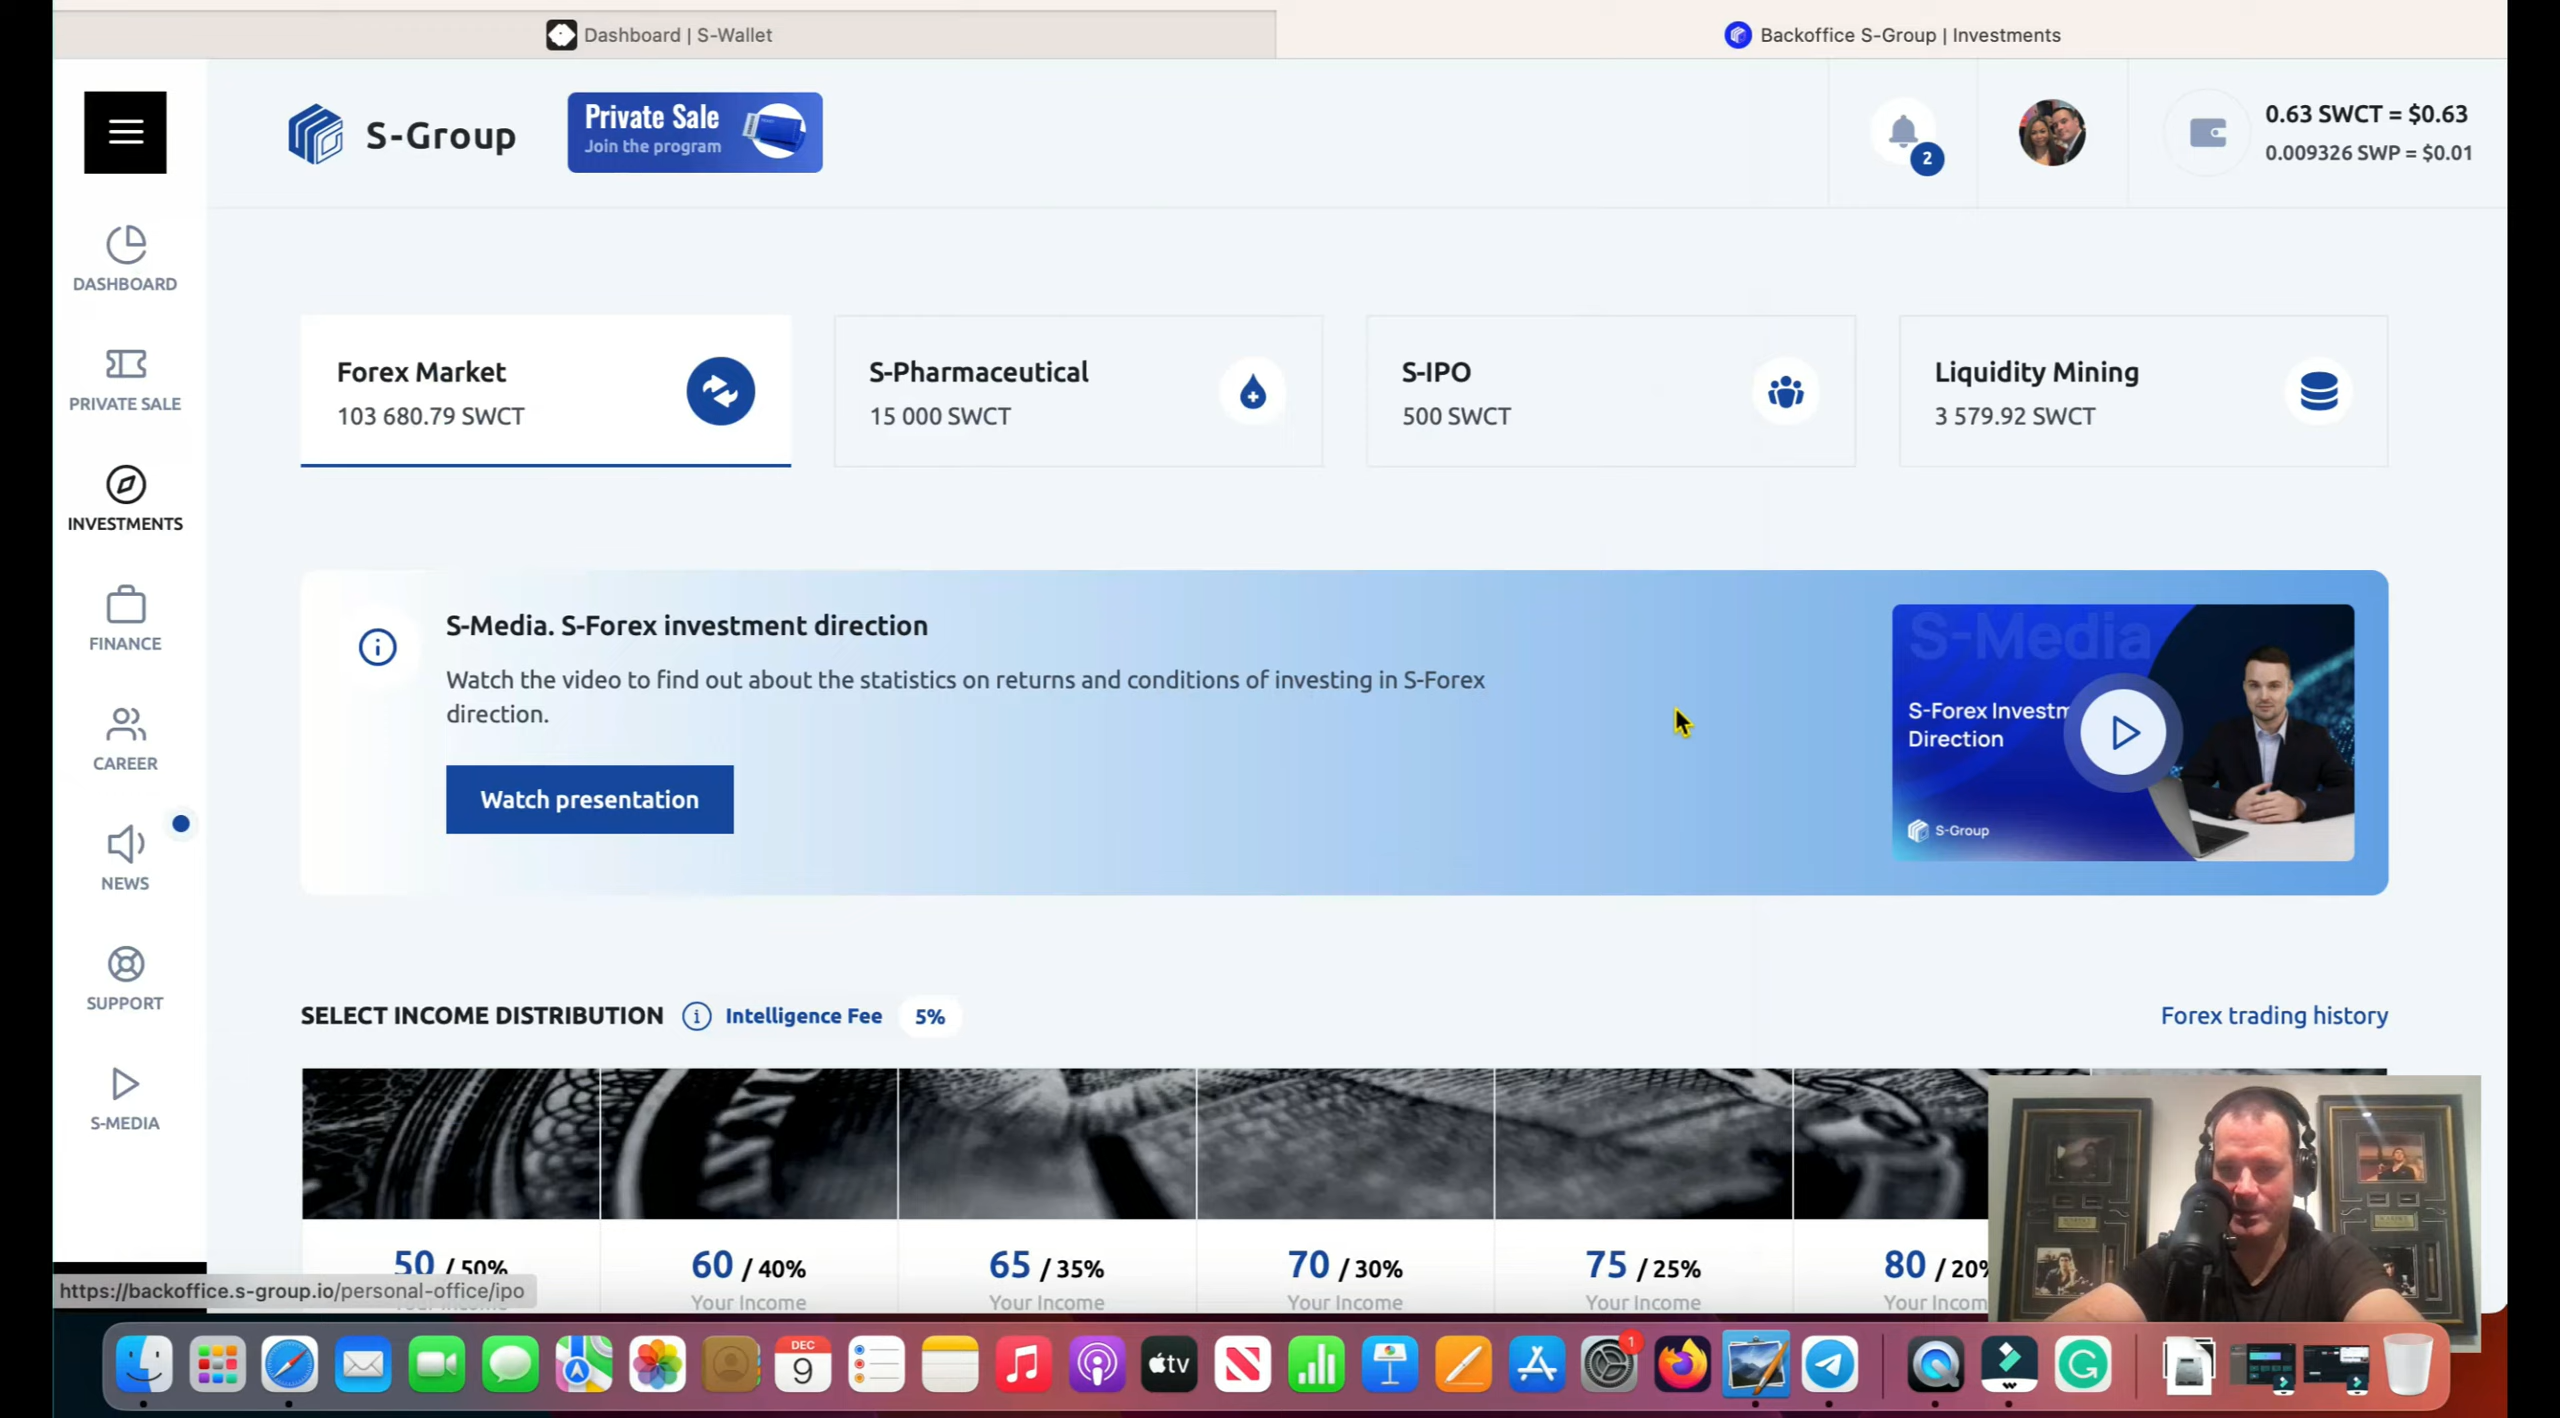 Dashboard | S-Wallet
Backoffice S-Group | Investments
S-Group
Private Sale
Join the program
2
0.63 SWCT = $0.63
0.009326 SWP = $0.01
DASHBOARD
PRIVATE SALE
INVESTMENTS
FINANCE
CAREER
NEWS
SUPPORT
S-MEDIA
Forex Market
103 680.79 SWCT
S-Pharmaceutical
15 000 SWCT
S-IPO
500 SWCT
Liquidity Mining
3 579.92 SWCT
S-Media. S-Forex investment direction
Watch the video to find out about the statistics on returns and conditions of investing in S-Forex
direction.
Watch presentation
S-Media
S-Forex Investm
Direction
S-Group
SELECT INCOME DISTRIBUTION
Intelligence Fee 5%
Forex trading history
50 / 50%
60 / 40%
65 / 35%
70 / 30%
75 / 25%
80 / 20%
Your Income
Your Income
Your Income
Your Income
Your Income
Your Incom
https://backoffice.s-group.io/personal-office/ipo
DEC
9
tv
1